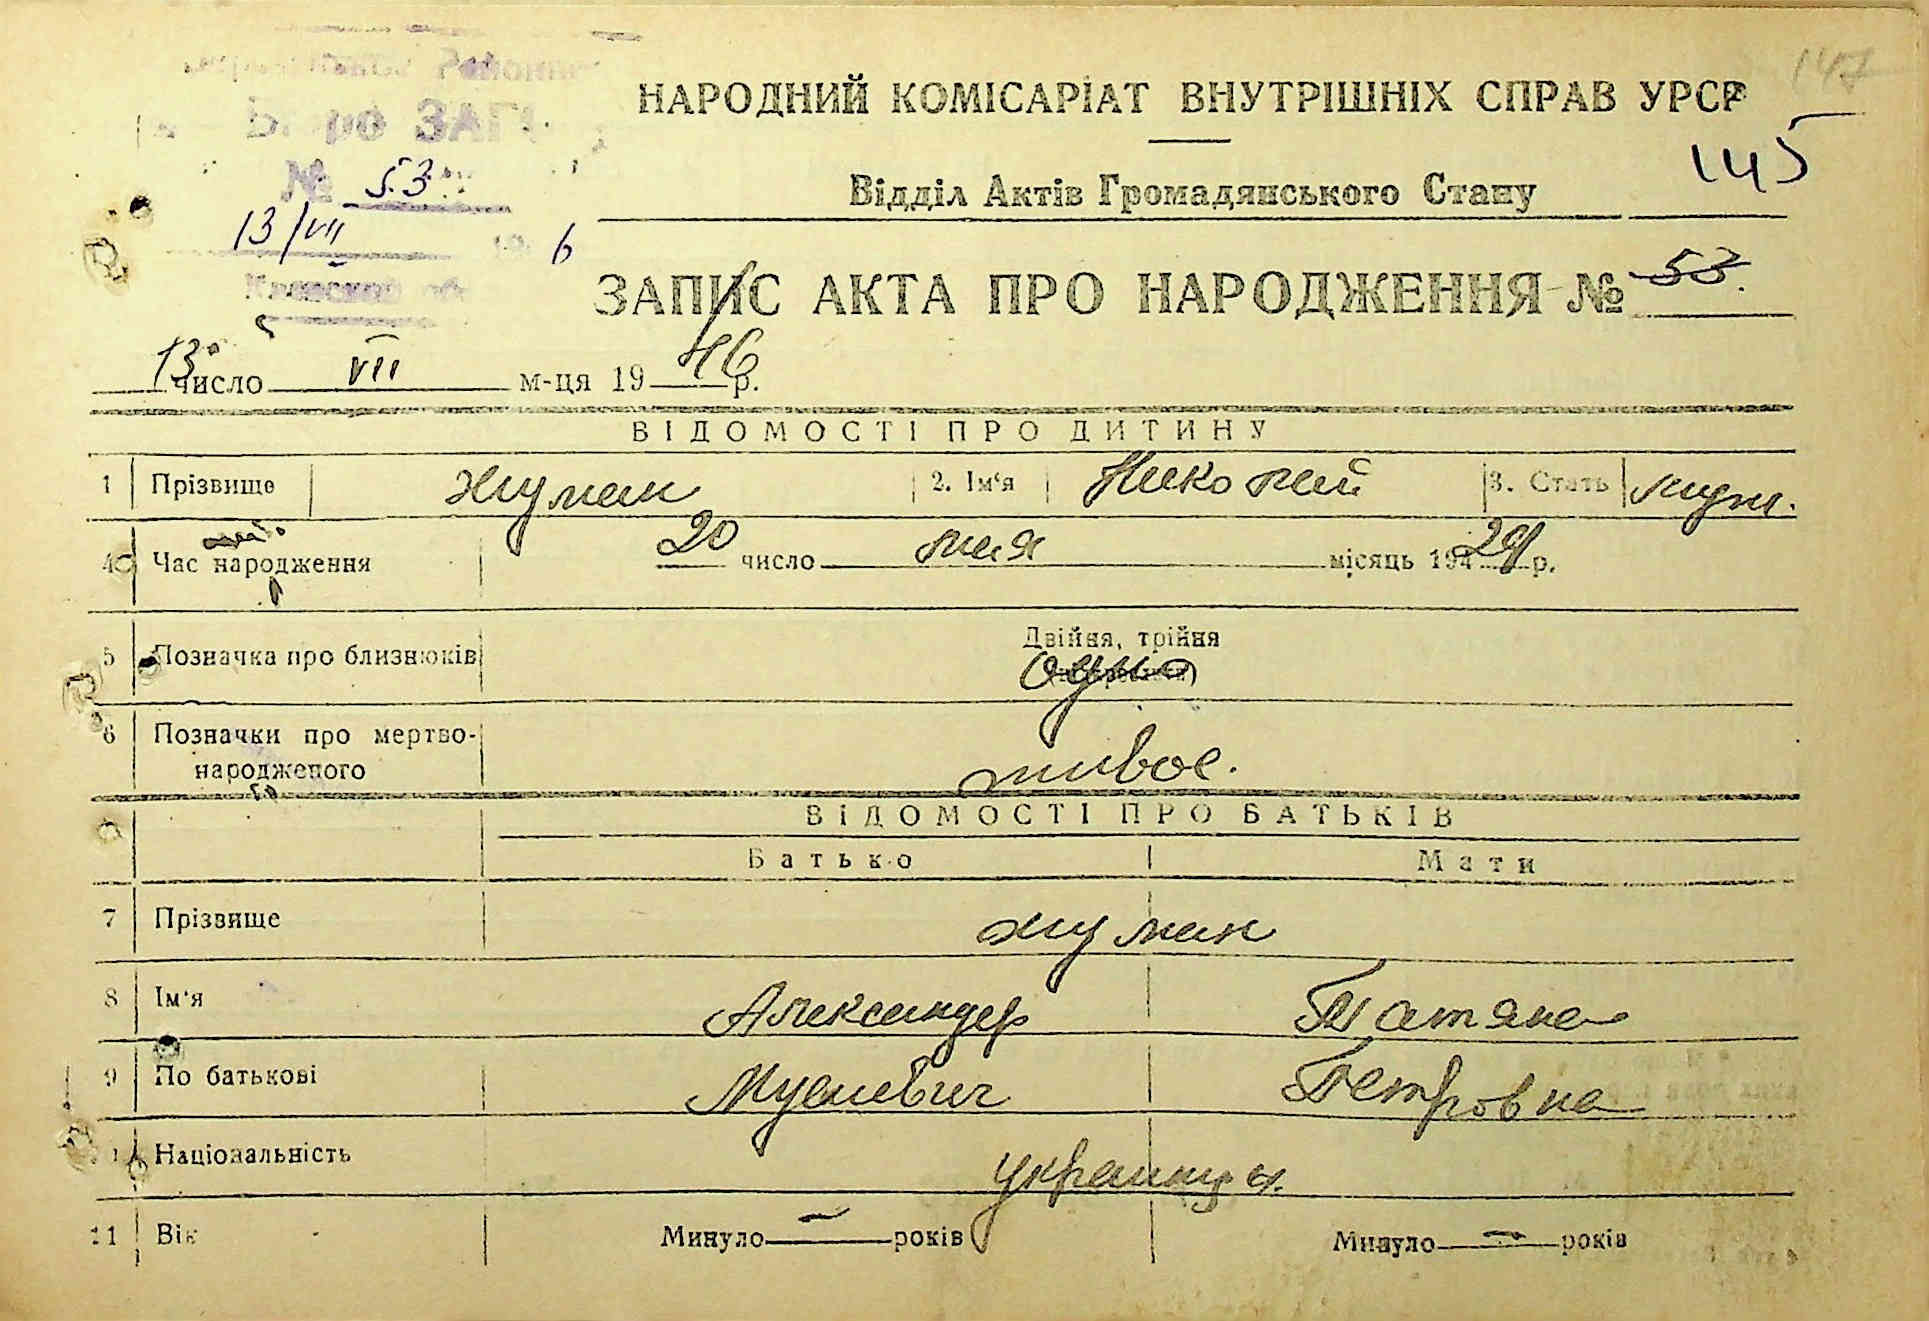 147
НАРОДНИЙ КОМІСАРІАТ ВНУТРІШНІХ СПРАВ УРСР
145
Відділ Актів Громадянського Стану
ЗАГС
№ 53
13/VII 6
ЗАПИС АКТА ПРО НАРОДЖЕННЯ № 53.
13 число VII м-ця 1946 р.
ВІДОМОСТІ ПРО ДИТИНУ
1 Прізвище Жуман 2. Ім'я Николай 3. Стать муж.
4 Час народження 20 число мая місяць 19429 р.
5 Позначка про близнюків Двійня, трійня
одно
6 Позначки про мертво-
народженого живое.
ВІДОМОСТІ ПРО БАТЬКІВ
Батько Мати
7 Прізвище Жуман
8 Ім'я Александер Татяна
9 По батькові Петровна
Національність украинцы.
11 Вік Минуло — років Минуло — років